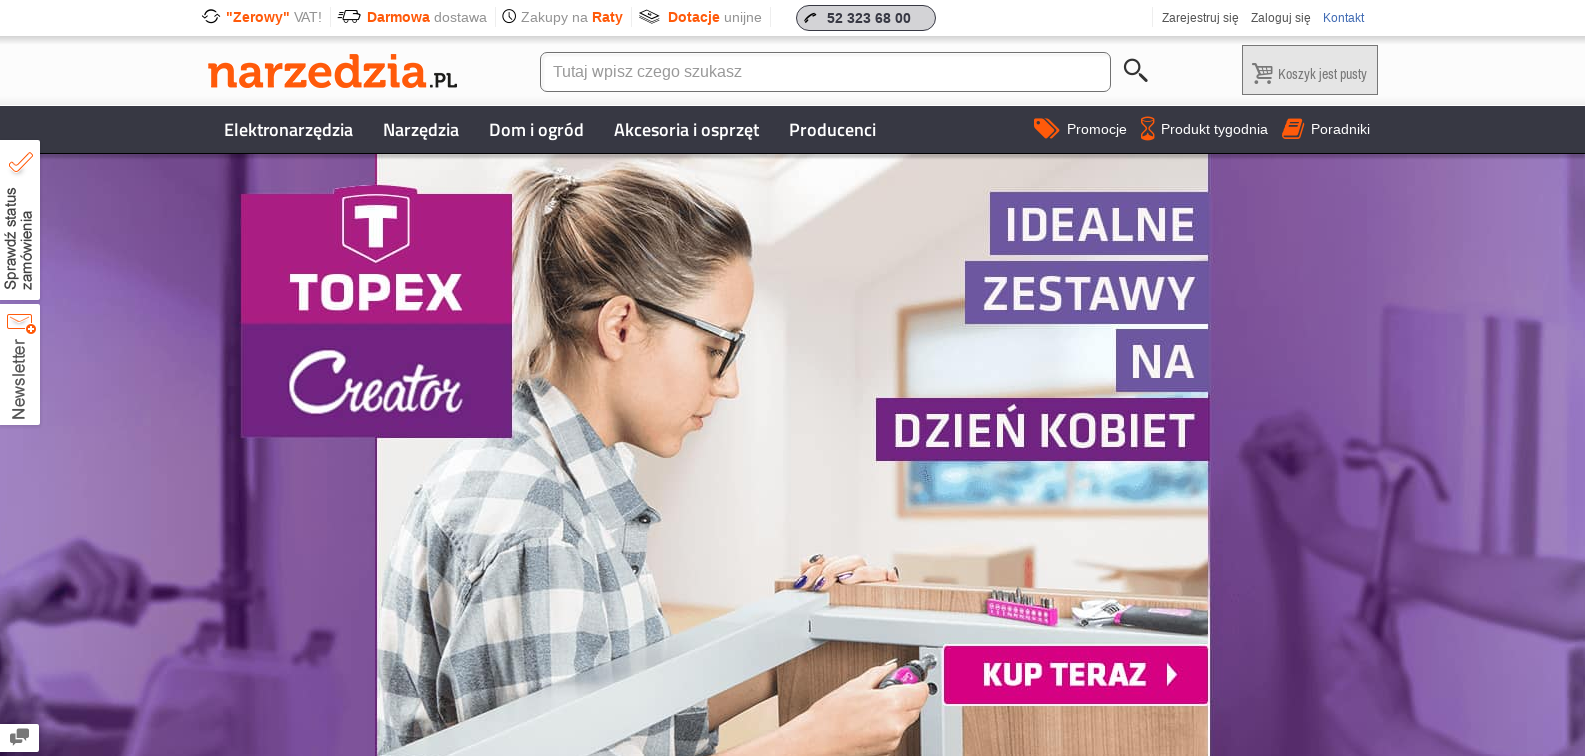 "Zerowy" VAT!
Darmowa dostawa
Zakupy na Raty
Dotacje unijne
52 323 68 00
Zarejestruj się
Zaloguj się
Kontakt
narzedzia.PL
Tutaj wpisz czego szukasz
Koszyk jest pusty
Elektronarzędzia
Narzędzia
Dom i ogród
Akcesoria i osprzęt
Producenci
Promocje
Produkt tygodnia
Poradniki
Sprawdź status
zamówienia
Newsletter
T
TOPEX
Creator
IDEALNE
ZESTAWY
NA
DZIEŃ KOBIET
KUP TERAZ